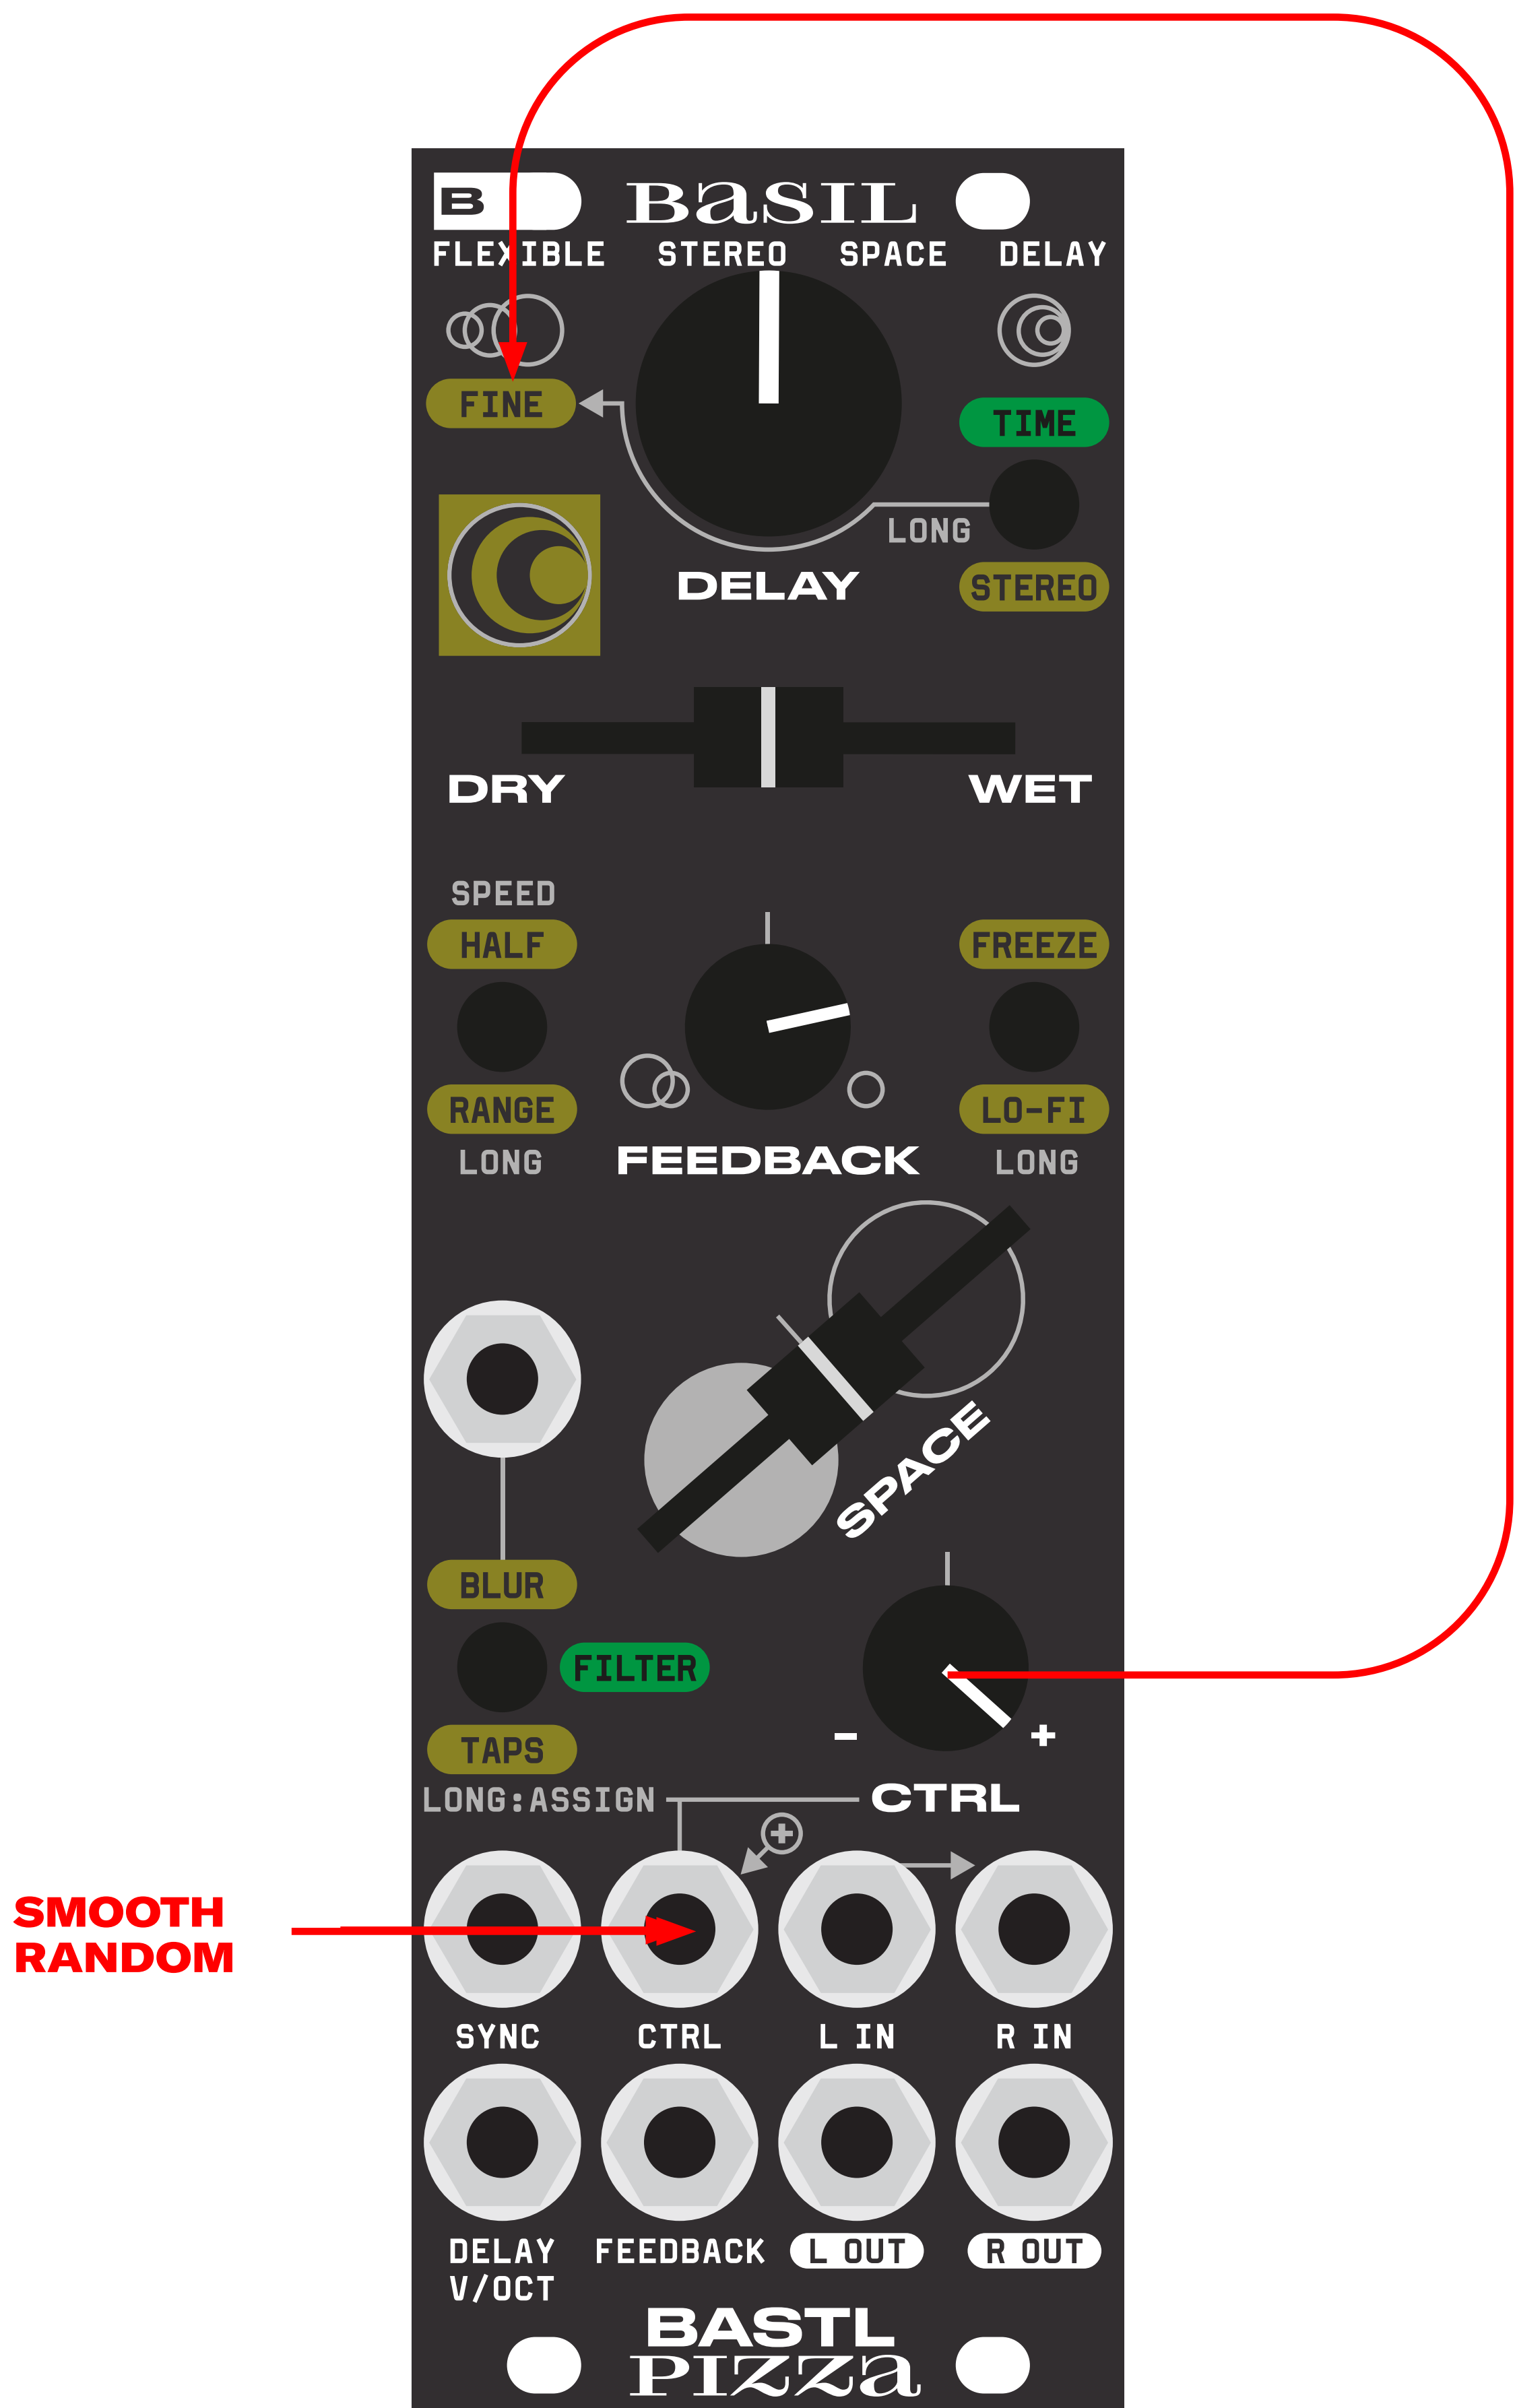 B BaSIL
FLEXIBLE STEREO SPACE DELAY
FINE
TIME
LONG
STEREO
DELAY
DRY WET
SPEED
HALF FREEZE
RANGE LO-FI
LONG FEEDBACK LONG
SPACE
BLUR
FILTER
TAPS - +
LONG:ASSIGN CTRL
+
SMOOTH
RANDOM
SYNC CTRL L IN R IN
DELAY FEEDBACK L OUT R OUT
V/OCT
BASTL
PIZZa